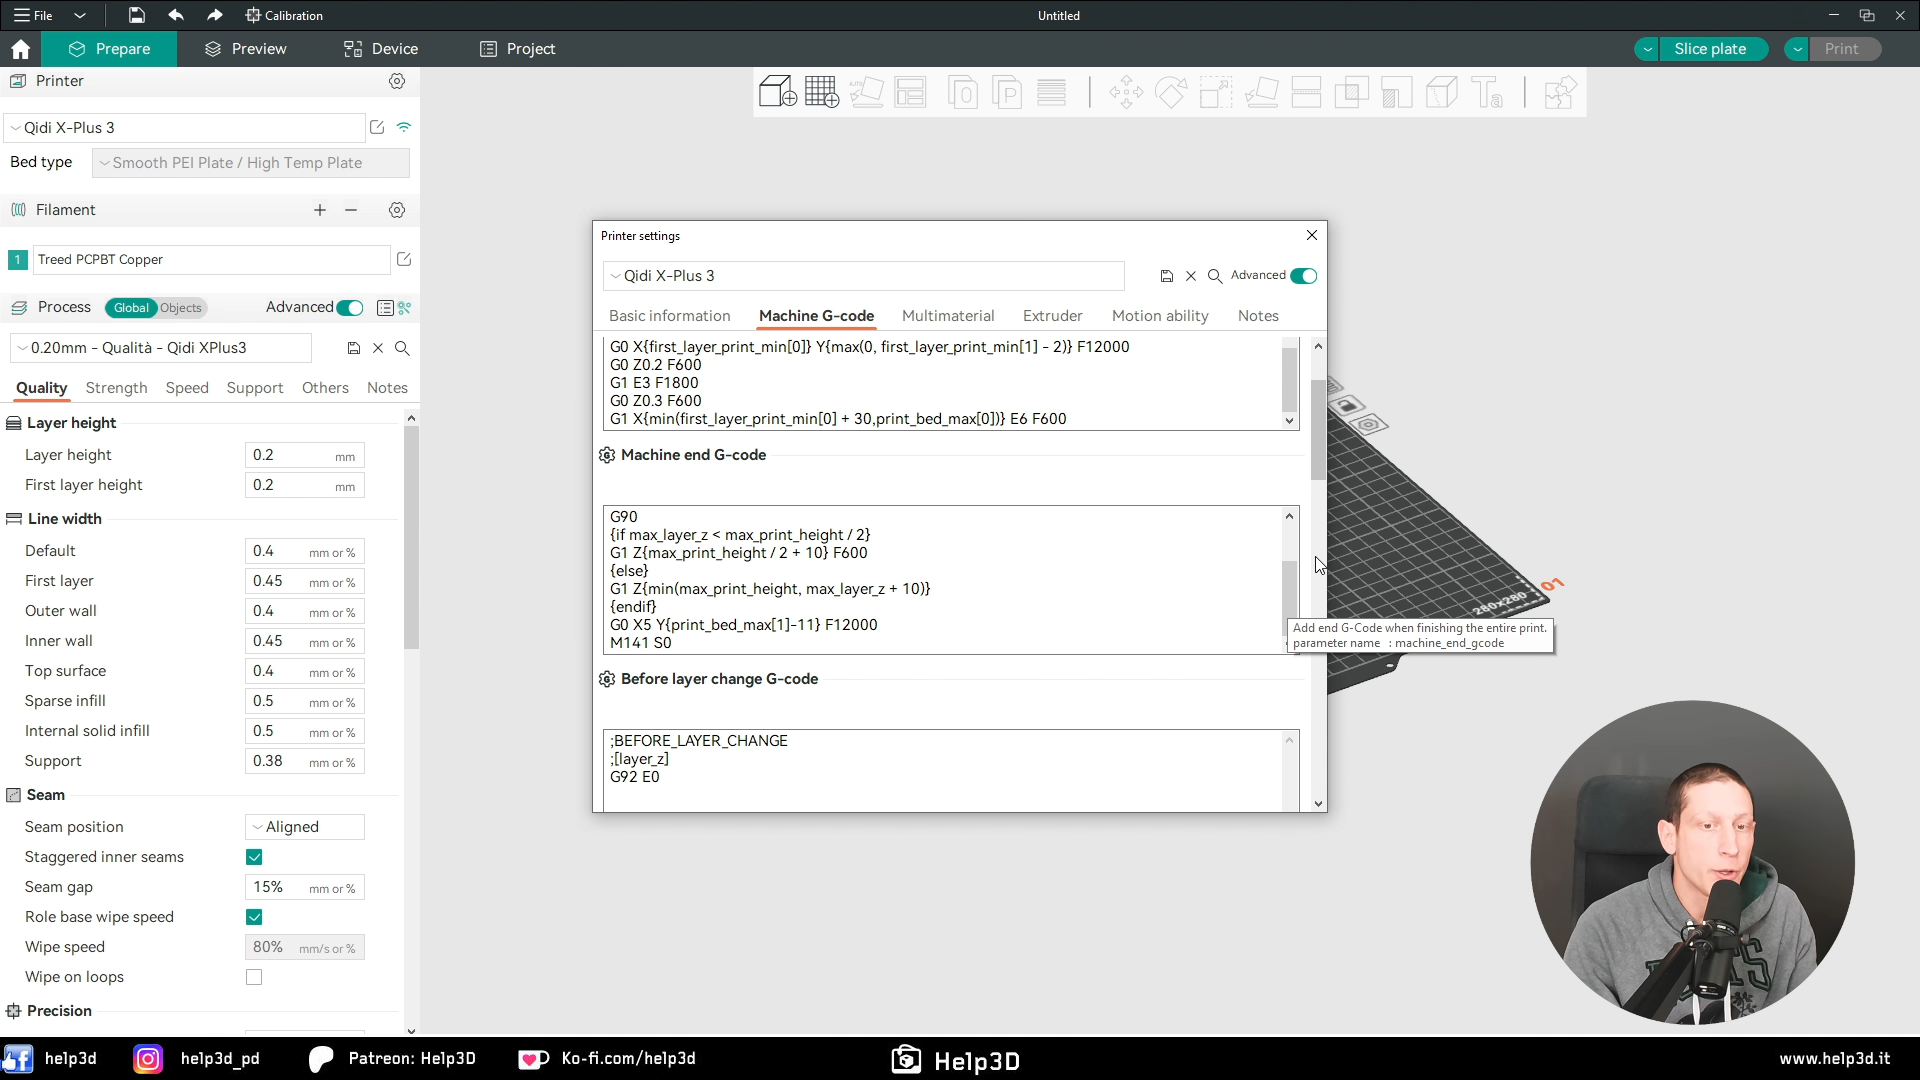 File
Calibration
Untitled
Prepare
Preview
Device
Project
Slice plate
Print
Printer
Qidi X-Plus 3
Bed type
Smooth PEI Plate / High Temp Plate
Filament
1
Treed PCPBT Copper
Process
Global
Objects
Advanced
0.20mm - Qualità - Qidi XPlus3
Quality
Strength
Speed
Support
Others
Notes
Layer height
Layer height 0.2 mm
First layer height 0.2 mm
Line width
Default 0.4 mm or %
First layer 0.45 mm or %
Outer wall 0.4 mm or %
Inner wall 0.45 mm or %
Top surface 0.4 mm or %
Sparse infill 0.5 mm or %
Internal solid infill 0.5 mm or %
Support 0.38 mm or %
Seam
Seam position Aligned
Staggered inner seams
Seam gap 15% mm or %
Role base wipe speed
Wipe speed 80% mm/s or %
Wipe on loops
Precision
Printer settings
Qidi X-Plus 3
Advanced
Basic information
Machine G-code
Multimaterial
Extruder
Motion ability
Notes
G0 X{first_layer_print_min[0]} Y{max(0, first_layer_print_min[1] - 2)} F12000
G0 Z0.2 F600
G1 E3 F1800
G0 Z0.3 F600
G1 X{min(first_layer_print_min[0] + 30,print_bed_max[0])} E6 F600
Machine end G-code
G90
{if max_layer_z < max_print_height / 2}
G1 Z{max_print_height / 2 + 10} F600
{else}
G1 Z{min(max_print_height, max_layer_z + 10)}
{endif}
G0 X5 Y{print_bed_max[1]-11} F12000
M141 S0
Before layer change G-code
;BEFORE_LAYER_CHANGE
;[layer_z]
G92 E0
01
280x280
Add end G-Code when finishing the entire print.
parameter name : machine_end_gcode
help3d
help3d_pd
Patreon: Help3D
Ko-fi.com/help3d
Help3D
www.help3d.it